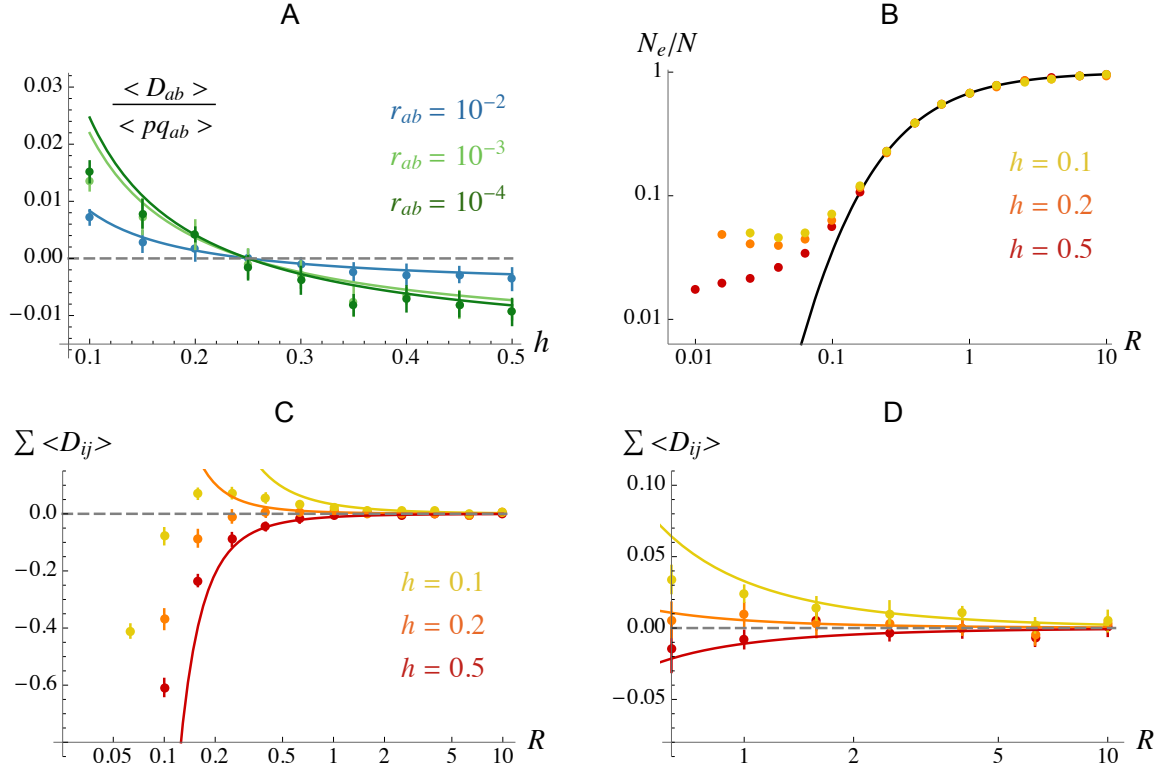 A
< D_ab >
< pq_ab >
r_ab = 10^−2
r_ab = 10^−3
r_ab = 10^−4
0.03
0.02
0.01
0.00
−0.01
0.1 0.2 0.3 0.4 0.5 h
B
N_e/N
1
0.1
0.01
h = 0.1
h = 0.2
h = 0.5
0.01 0.1 1 10 R
C
∑ <D_ij>
0.0
−0.2
−0.4
−0.6
h = 0.1
h = 0.2
h = 0.5
0.05 0.1 0.2 0.5 1 2 5 10 R
D
∑ <D_ij>
0.10
0.05
0.00
−0.05
1 2 5 10 R